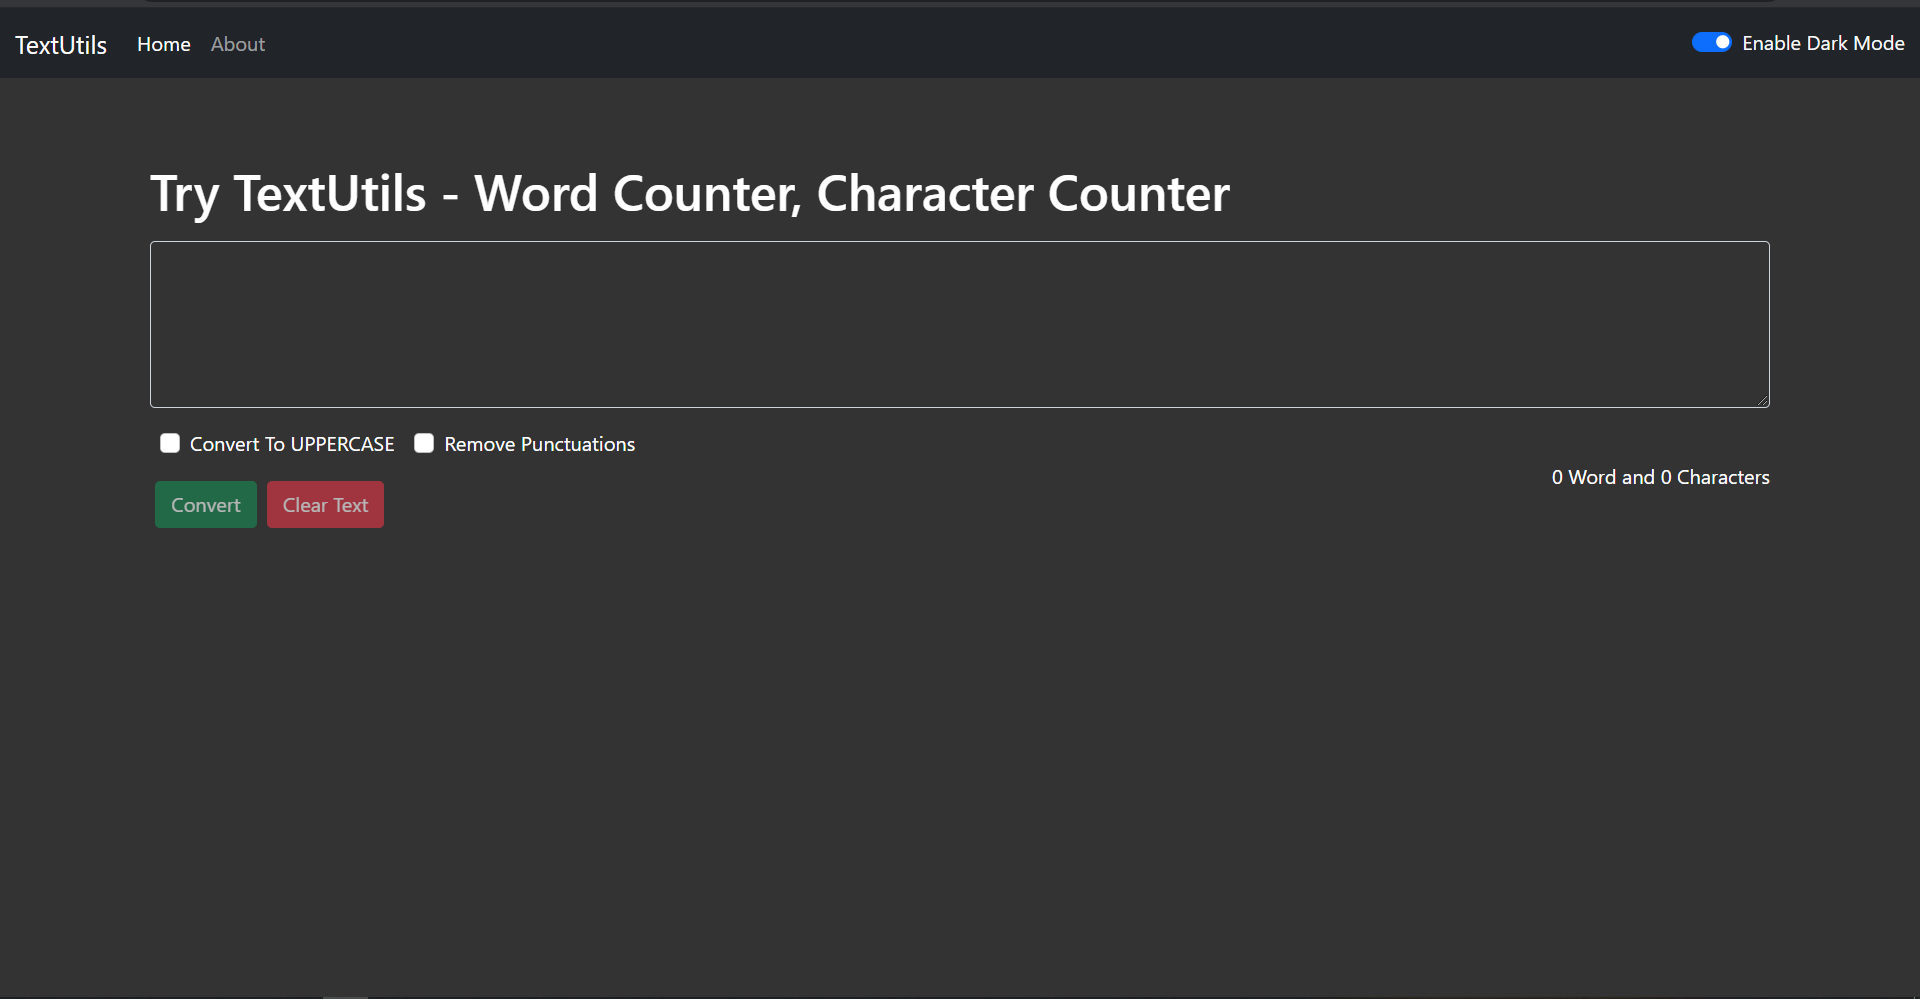 TextUtils Home About Enable Dark Mode
Try TextUtils - Word Counter, Character Counter
Convert To UPPERCASE Remove Punctuations
0 Word and 0 Characters
Convert Clear Text